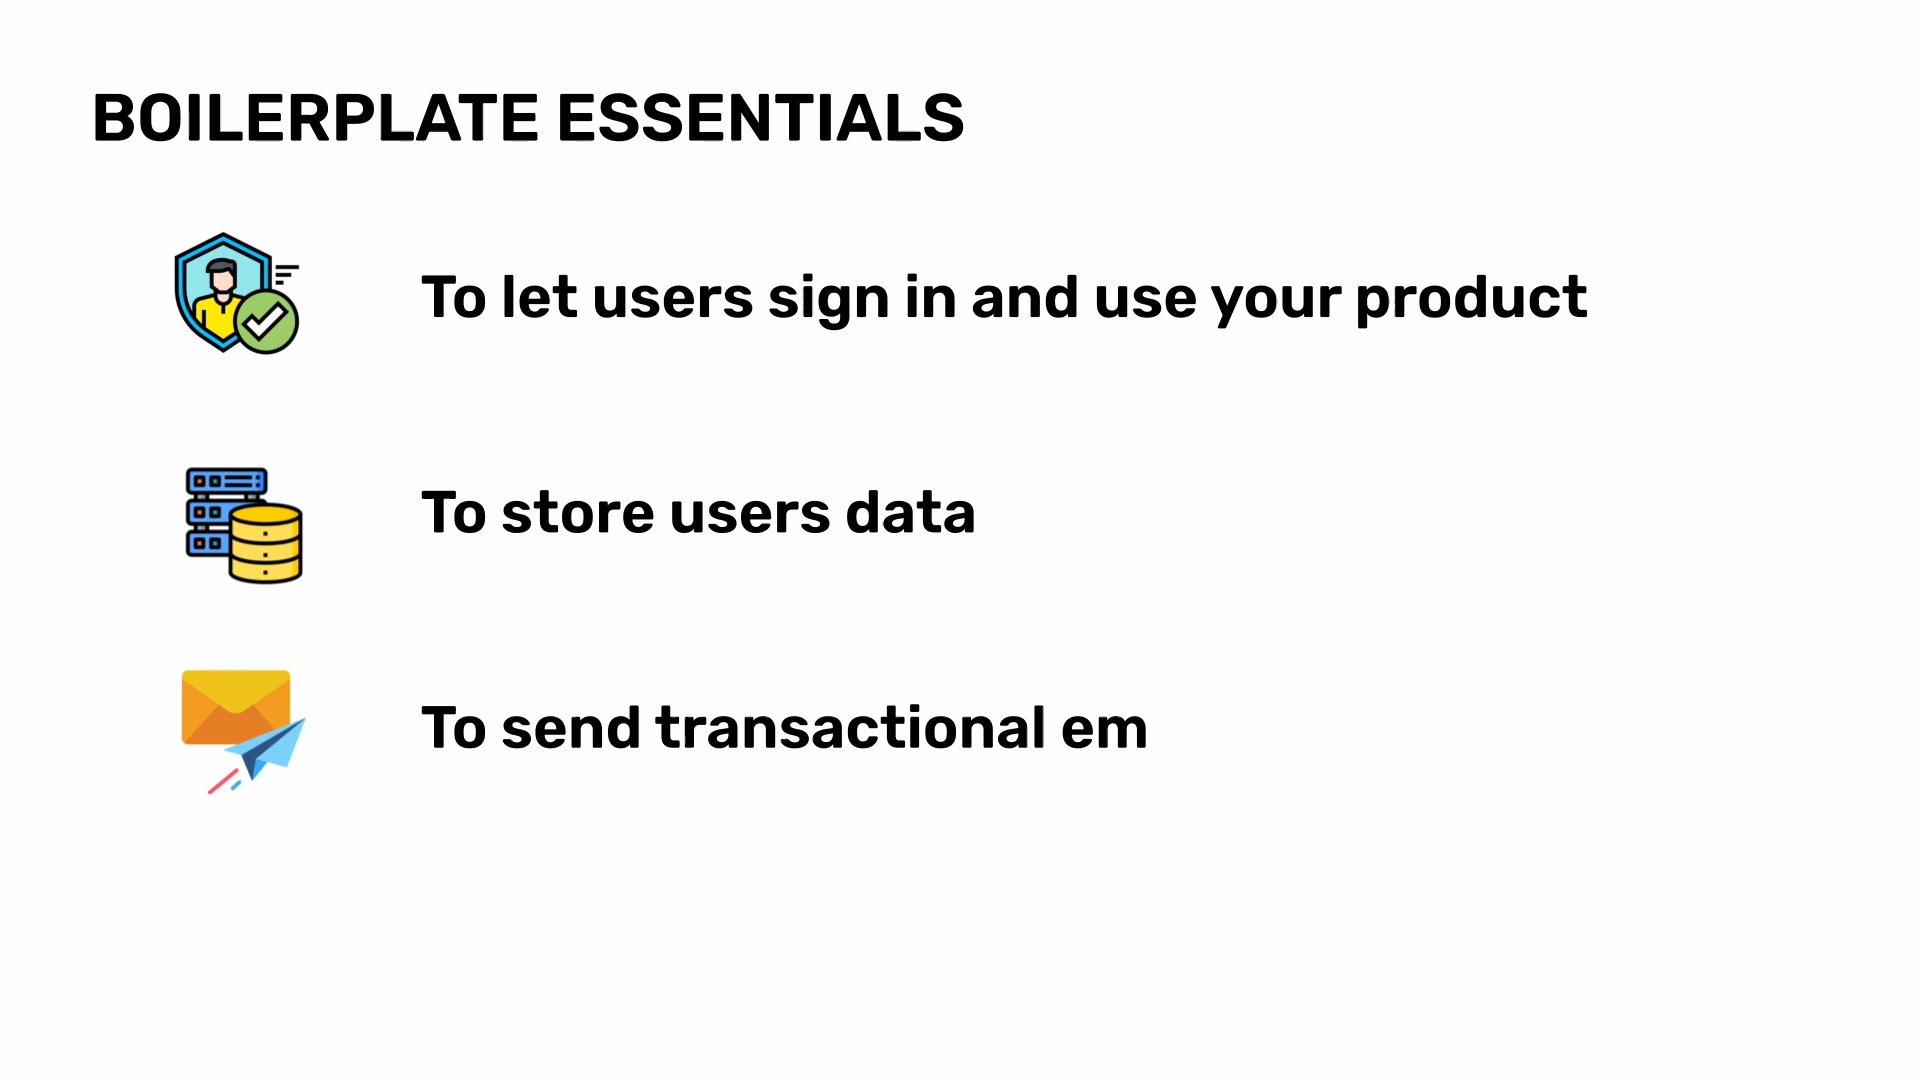 BOILERPLATE ESSENTIALS
To let users sign in and use your product
To store users data
To send transactional em